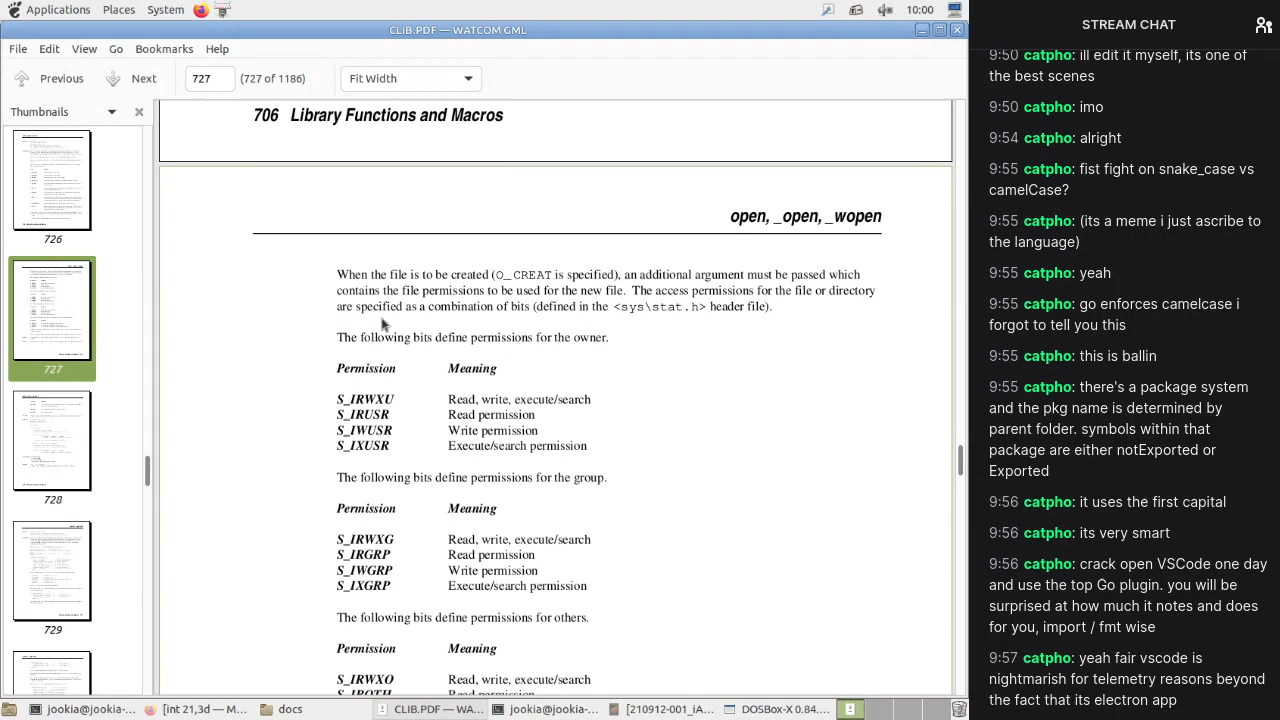 Applications Places System 10:00
CLIB.PDF — WATCOM GML
File Edit View Go Bookmarks Help
Previous Next 727 (727 of 1186) Fit Width
Thumbnails
726
727
728
729
706 Library Functions and Macros
open, _open, _wopen
When the file is to be created (O_CREAT is specified), an additional argument must be passed which
contains the file permissions to be used for the new file. The access permissions for the file or directory
are specified as a combination of bits (defined in the <sys\stat.h> header file).
The following bits define permissions for the owner.
Permission Meaning
S_IRWXU Read, write, execute/search
S_IRUSR Read permission
S_IWUSR Write permission
S_IXUSR Execute/search permission
The following bits define permissions for the group.
Permission Meaning
S_IRWXG Read, write, execute/search
S_IRGRP Read permission
S_IWGRP Write permission
S_IXGRP Execute/search permission
The following bits define permissions for others.
Permission Meaning
S_IRWXO Read, write, execute/search
S_IROTH Read permission
jookia@jookia-... [int 21,3d) — M... docs CLIB.PDF — WA... jookia@jookia-... [210912-001_iA... DOSBox-X 0.84....
STREAM CHAT
9:50 catpho: ill edit it myself, its one of
the best scenes
9:50 catpho: imo
9:54 catpho: alright
9:55 catpho: fist fight on snake_case vs
camelCase?
9:55 catpho: (its a meme i just ascribe to
the language)
9:55 catpho: yeah
9:55 catpho: go enforces camelcase i
forgot to tell you this
9:55 catpho: this is ballin
9:55 catpho: there's a package system
and the pkg name is determined by
parent folder. symbols within that
package are either notExported or
Exported
9:56 catpho: it uses the first capital
9:56 catpho: its very smart
9:56 catpho: crack open VSCode one day
and use the top Go plugin. you will be
surprised at how much it notes and does
for you, import / fmt wise
9:57 catpho: yeah fair vscode is
nightmarish for telemetry reasons beyond
the fact that its electron app